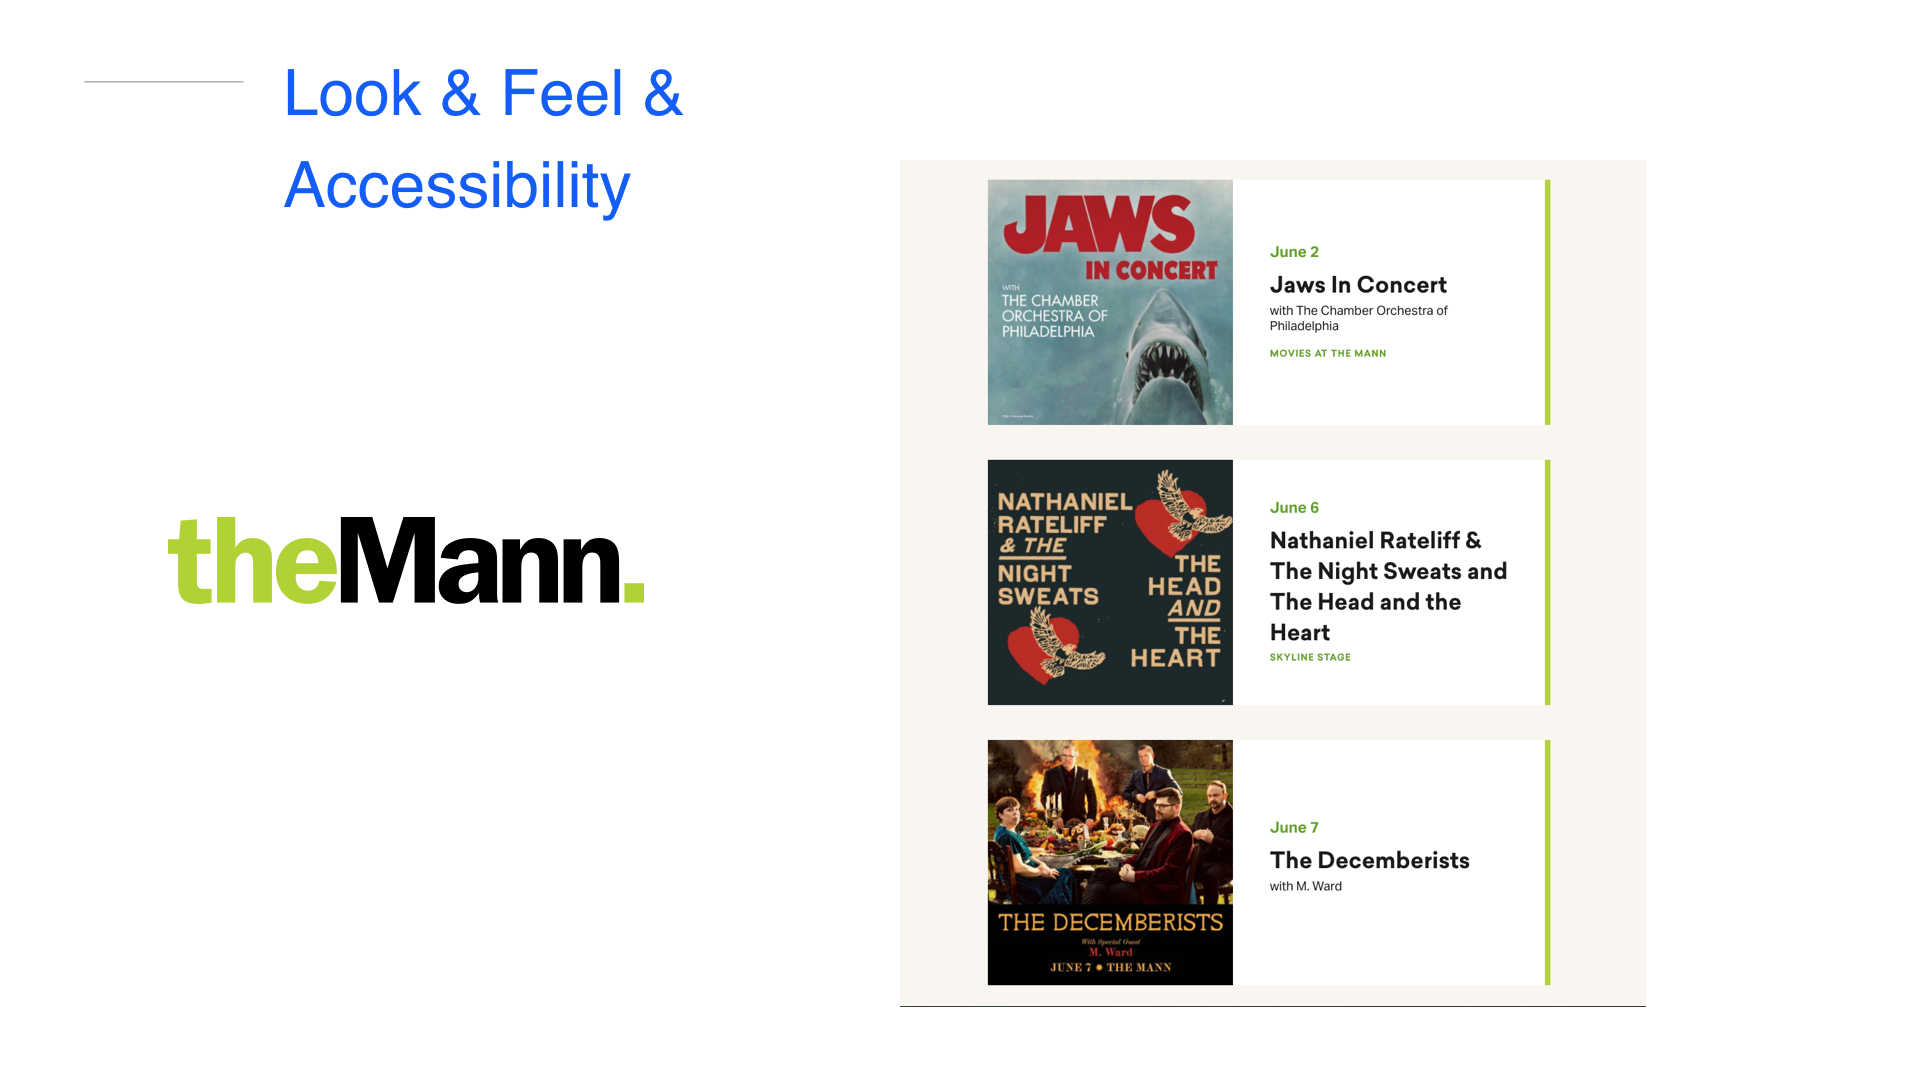 Look & Feel &
Accessibility
theMann.
JAWS
IN CONCERT
WITH
THE CHAMBER
ORCHESTRA OF
PHILADELPHIA
June 2
Jaws In Concert
with The Chamber Orchestra of
Philadelphia
MOVIES AT THE MANN
NATHANIEL
RATELIFF
& THE
NIGHT
SWEATS
THE
HEAD
AND
THE
HEART
June 6
Nathaniel Rateliff &
The Night Sweats and
The Head and the
Heart
SKYLINE STAGE
THE DECEMBERISTS
With Special Guest
M. Ward
JUNE 7 ✹ THE MANN
June 7
The Decemberists
with M. Ward